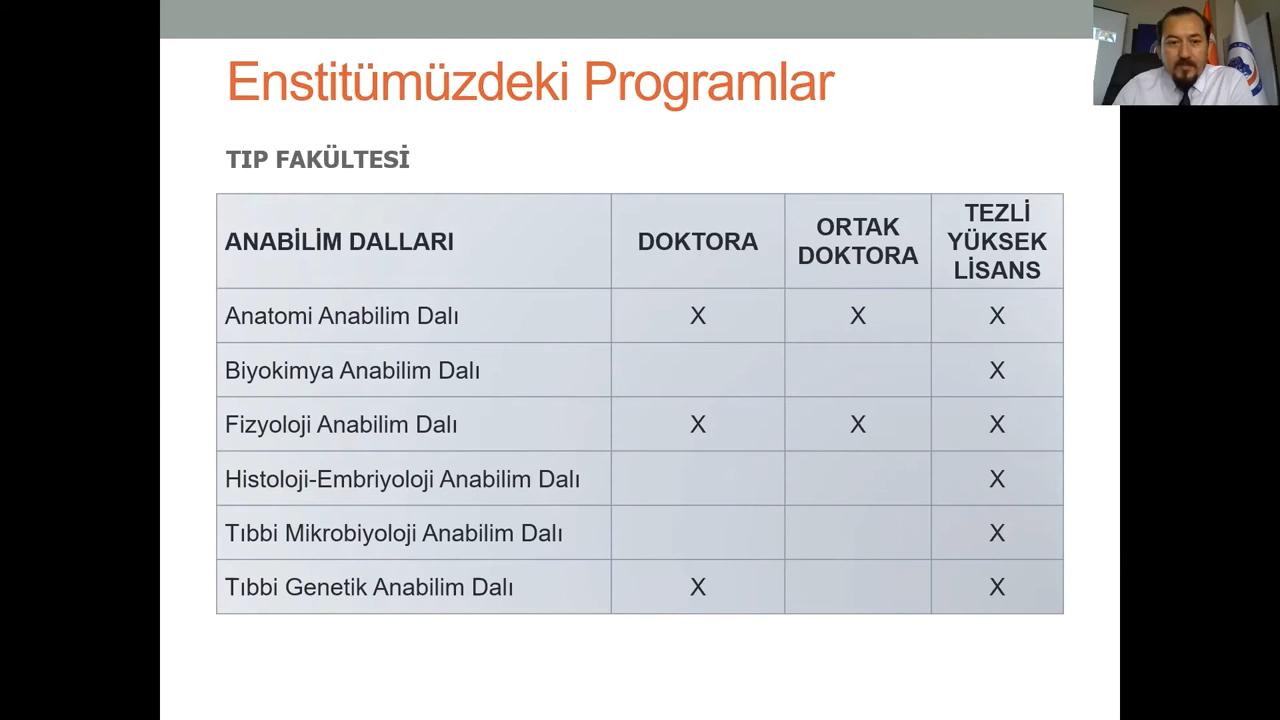 Enstitümüzdeki Programlar
TIP FAKÜLTESİ
ANABİLİM DALLARI DOKTORA ORTAK DOKTORA TEZLİ YÜKSEK LİSANS
Anatomi Anabilim Dalı X X X
Biyokimya Anabilim Dalı X
Fizyoloji Anabilim Dalı X X X
Histoloji-Embriyoloji Anabilim Dalı X
Tıbbi Mikrobiyoloji Anabilim Dalı X
Tıbbi Genetik Anabilim Dalı X X